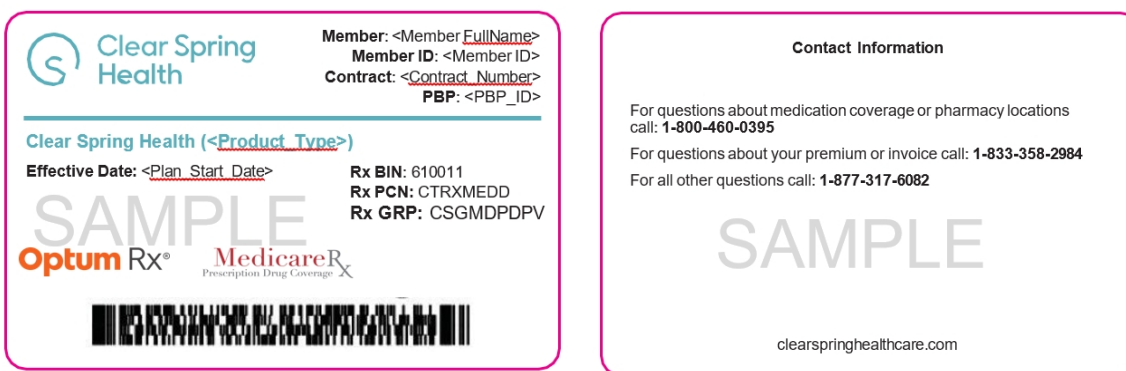 Clear Spring
Health
Member: <Member FullName>
Member ID: <Member ID>
Contract: <Contract_Number>
PBP: <PBP_ID>
Clear Spring Health (<Product_Type>)
Effective Date: <Plan_Start_Date>
Rx BIN: 610011
Rx PCN: CTRXMEDD
Rx GRP: CSGMDPDPV
SAMPLE
Optum Rx®
MedicareRx
Prescription Drug Coverage
Contact Information
For questions about medication coverage or pharmacy locations
call: 1-800-460-0395
For questions about your premium or invoice call: 1-833-358-2984
For all other questions call: 1-877-317-6082
SAMPLE
clearspringhealthcare.com